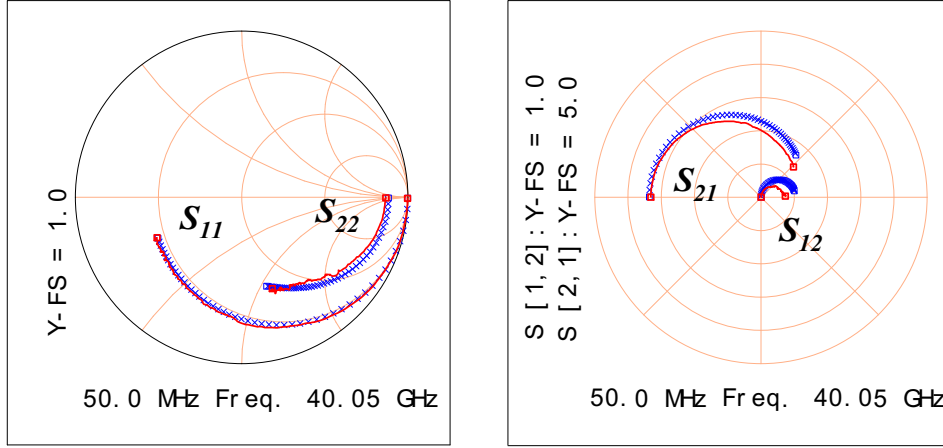 Y-FS = 1.0
S11
S22
50.0 MHz Freq. 40.05 GHz
S[1,2]: Y-FS = 1.0
S[2,1]: Y-FS = 5.0
S21
S12
50.0 MHz Freq. 40.05 GHz